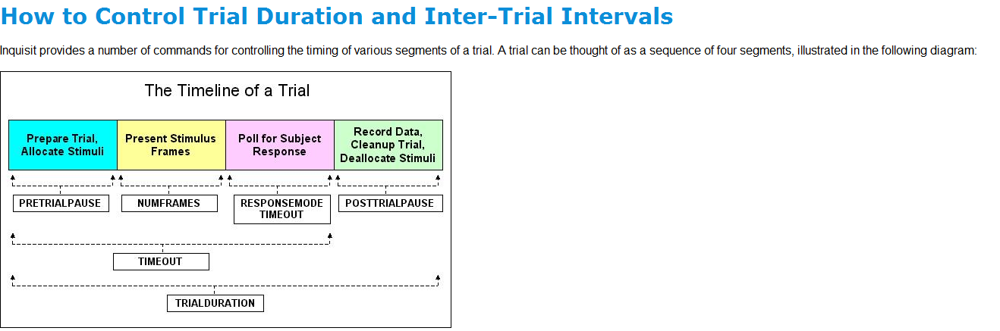 How to Control Trial Duration and Inter-Trial Intervals
Inquisit provides a number of commands for controlling the timing of various segments of a trial. A trial can be thought of as a sequence of four segments, illustrated in the following diagram:
The Timeline of a Trial
Prepare Trial,
Allocate Stimuli
Present Stimulus
Frames
Poll for Subject
Response
Record Data,
Cleanup Trial,
Deallocate Stimuli
PRETRIALPAUSE
NUMFRAMES
RESPONSEMODE
TIMEOUT
POSTTRIALPAUSE
TIMEOUT
TRIALDURATION